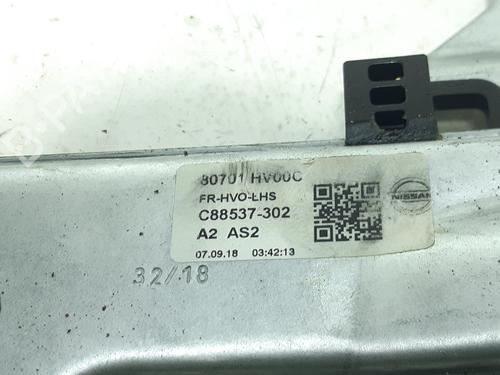 80701 HV00C
FR-HVO-LHS
C88537-302
A2 AS2
07.09.18 03:42:13
NISSAN
32/18